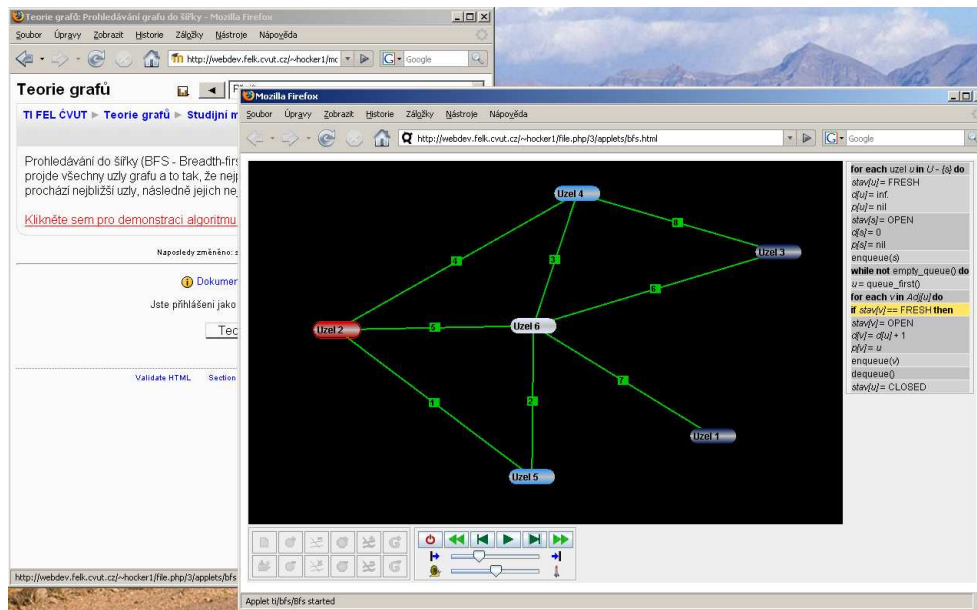 Teorie grafů: Prohledávání grafu do šířky - Mozilla Firefox
Soubor Úpravy Zobrazit Historie Záložky Nástroje Nápověda
http://webdev.felk.cvut.cz/~hocker1/mc
Google
Teorie grafů
TI FEL ČVUT ► Teorie grafů ► Studijní m
Prohledávání do šířky (BFS - Breadth-firs
projde všechny uzly grafu a to tak, že nejp
prochází nejbližší uzly, následně jejich ne
Klikněte sem pro demonstraci algoritmu
Naposledy změněno: s
Dokumen
Jste přihlášeni jako
Teo
Validate HTML Section
http://webdev.felk.cvut.cz/~hocker1/file.php/3/applets/bfs
Mozilla Firefox
Soubor Úpravy Zobrazit Historie Záložky Nástroje Nápověda
http://webdev.felk.cvut.cz/~hocker1/file.php/3/applets/bfs.html
Google
Uzel 4
8
Uzel 3
4
3
6
Uzel 2
5
Uzel 6
7
1
2
Uzel 1
Uzel 5
for each uzel u in U - {s} do
stav[u]= FRESH
d[u]= inf.
p[u]= nil
stav[s]= OPEN
d[s]= 0
p[s]= nil
enqueue(s)
while not empty_queue() do
u = queue_first()
for each v in Adj[u] do
if stav[v]== FRESH then
stav[v]= OPEN
d[v]= d[u] + 1
p[v]= u
enqueue(v)
dequeue()
stav[u]= CLOSED
Applet ti/bfs/Bfs started